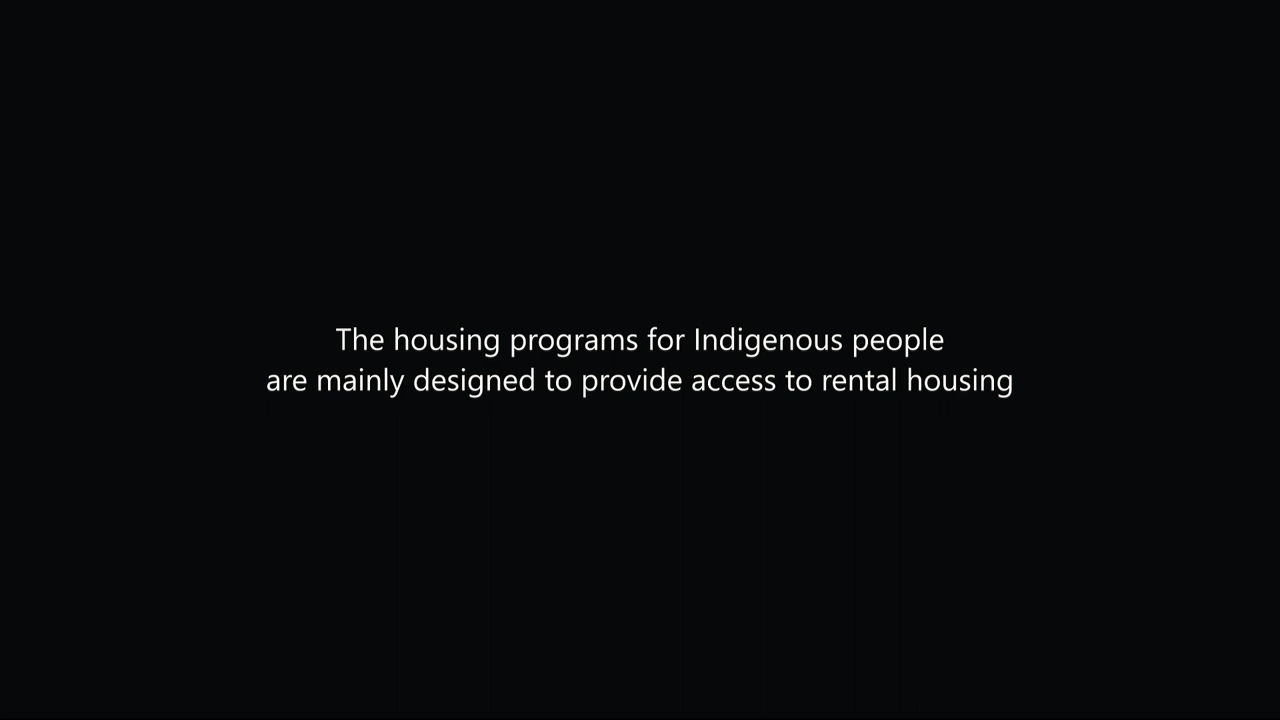 The housing programs for Indigenous people
are mainly designed to provide access to rental housing